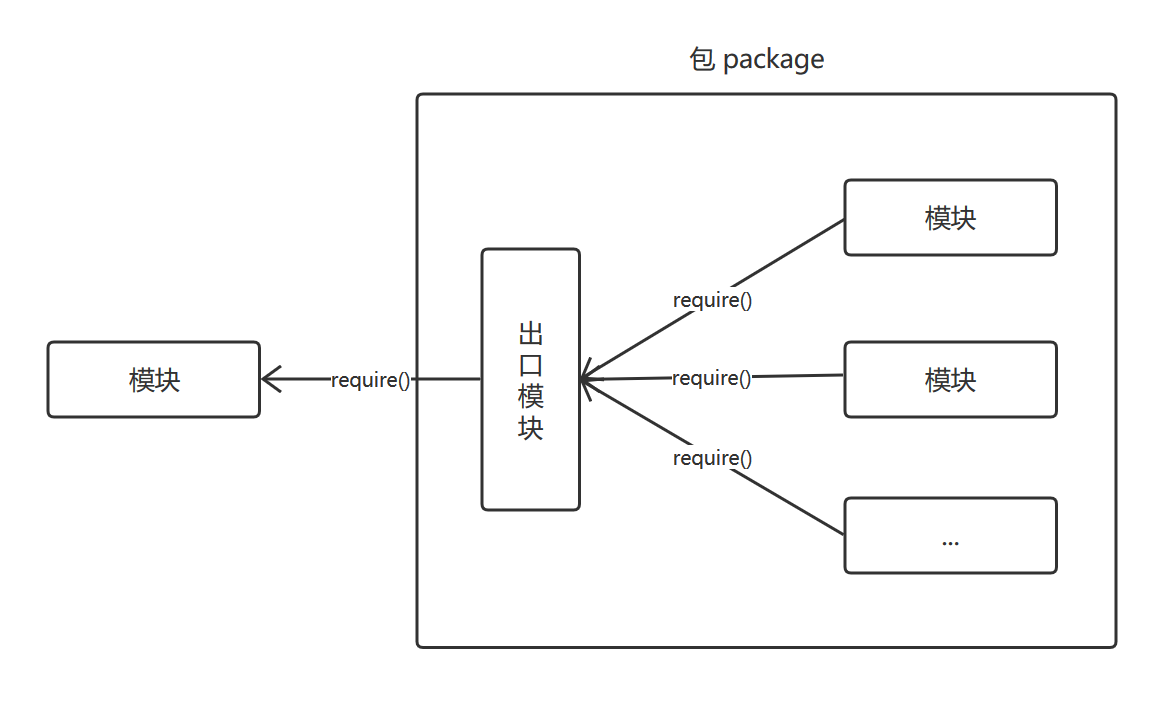 包 package
模块
require()
模块
require()
出
口
模
块
require()
模块
require()
...